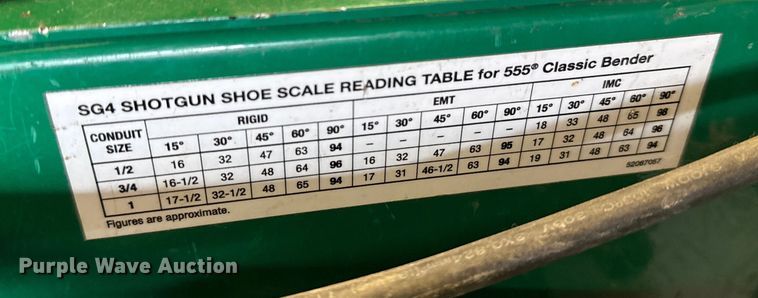 SG4 SHOTGUN SHOE SCALE READING TABLE for 555® Classic Bender
CONDUIT SIZE RIGID EMT IMC
15° 30° 45° 60° 90° 15° 30° 45° 60° 90° 15° 30° 45° 60° 90°
1/2 16 32 47 63 94 – – – – – 18 33 48 65 98
3/4 16-1/2 32 48 64 96 16 32 47 63 95 17 32 48 64 96
1 17-1/2 32-1/2 48 65 94 17 31 46-1/2 63 94 19 31 48 63 94
Figures are approximate. 52067057
Purple Wave Auction